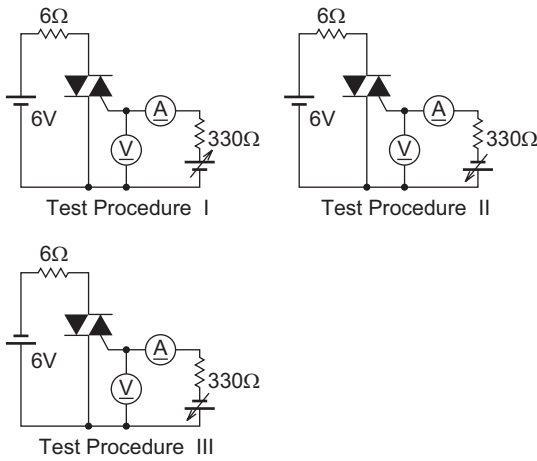 6Ω
6V
A
V
330Ω
Test Procedure I
6Ω
6V
A
V
330Ω
Test Procedure II
6Ω
6V
A
V
330Ω
Test Procedure III